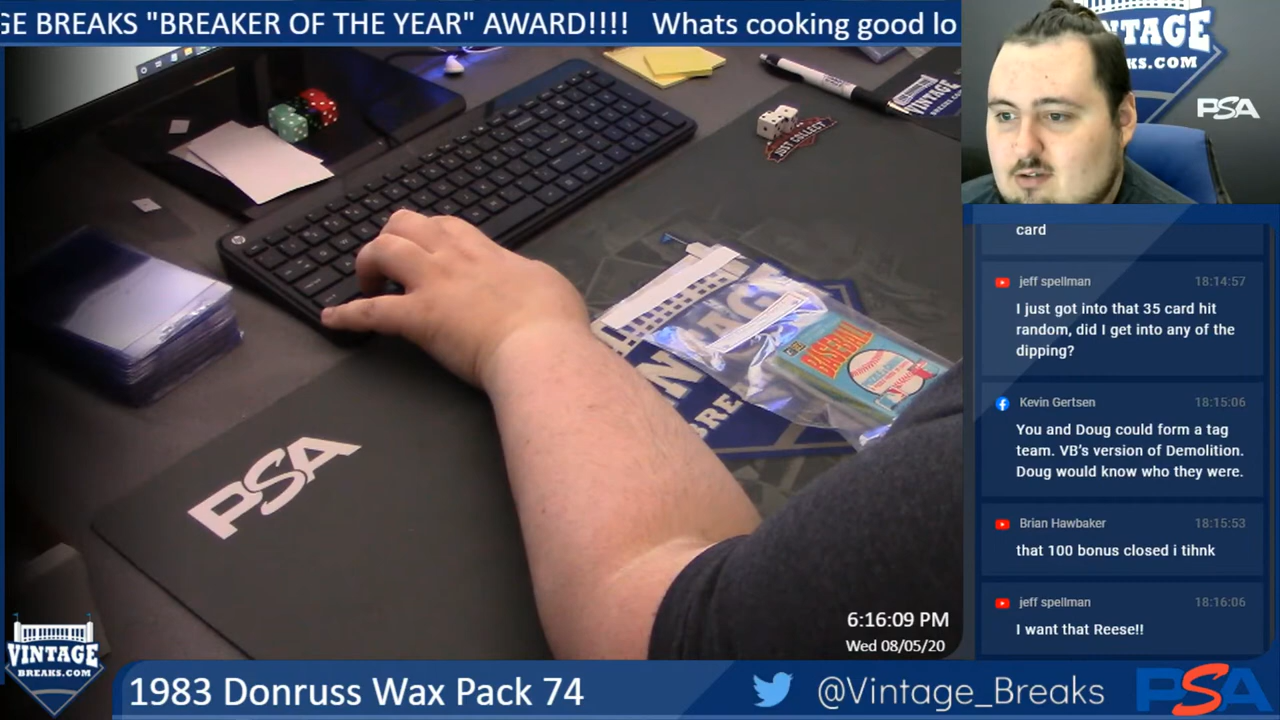 GE BREAKS "BREAKER OF THE YEAR" AWARD!!!! Whats cooking good lo
VINTAGE
BREAKS.COM
PSA
JUST COLLECT
BASEBALL
PSA
card
jeff spellman 18:14:57
I just got into that 35 card hit
random, did I get into any of the
dipping?
Kevin Gertsen 18:15:06
You and Doug could form a tag
team. VB's version of Demolition.
Doug would know who they were.
Brian Hawbaker 18:15:53
that 100 bonus closed i tihnk
jeff spellman 18:16:06
I want that Reese!!
6:16:09 PM
Wed 08/05/20
VINTAGE
BREAKS.COM
1983 Donruss Wax Pack 74
@Vintage_Breaks
PSA